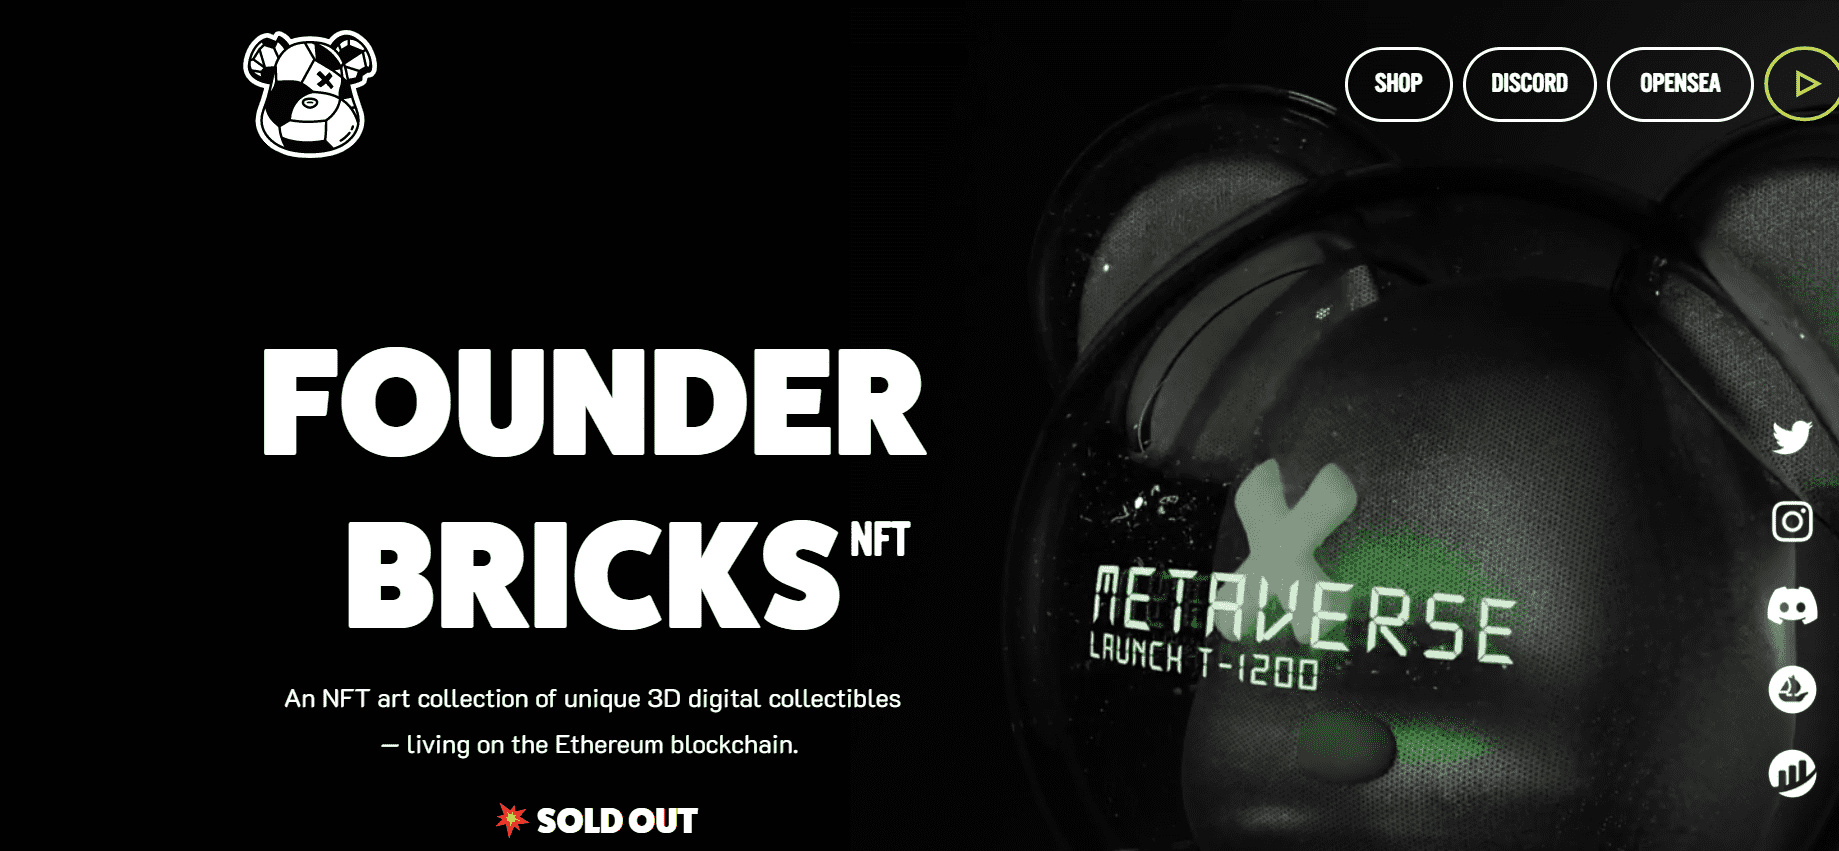 SHOP
DISCORD
OPENSEA
FOUNDER
BRICKS NFT
METAVERSE
LAUNCH T-1200
An NFT art collection of unique 3D digital collectibles
— living on the Ethereum blockchain.
💥 SOLD OUT